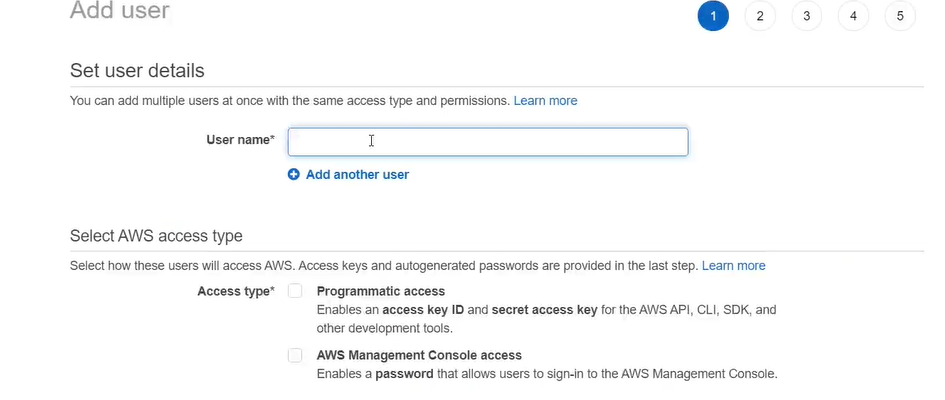 Add user
1 2 3 4 5
Set user details
You can add multiple users at once with the same access type and permissions. Learn more
User name*
Add another user
Select AWS access type
Select how these users will access AWS. Access keys and autogenerated passwords are provided in the last step. Learn more
Access type* Programmatic access
Enables an access key ID and secret access key for the AWS API, CLI, SDK, and
other development tools.
AWS Management Console access
Enables a password that allows users to sign-in to the AWS Management Console.